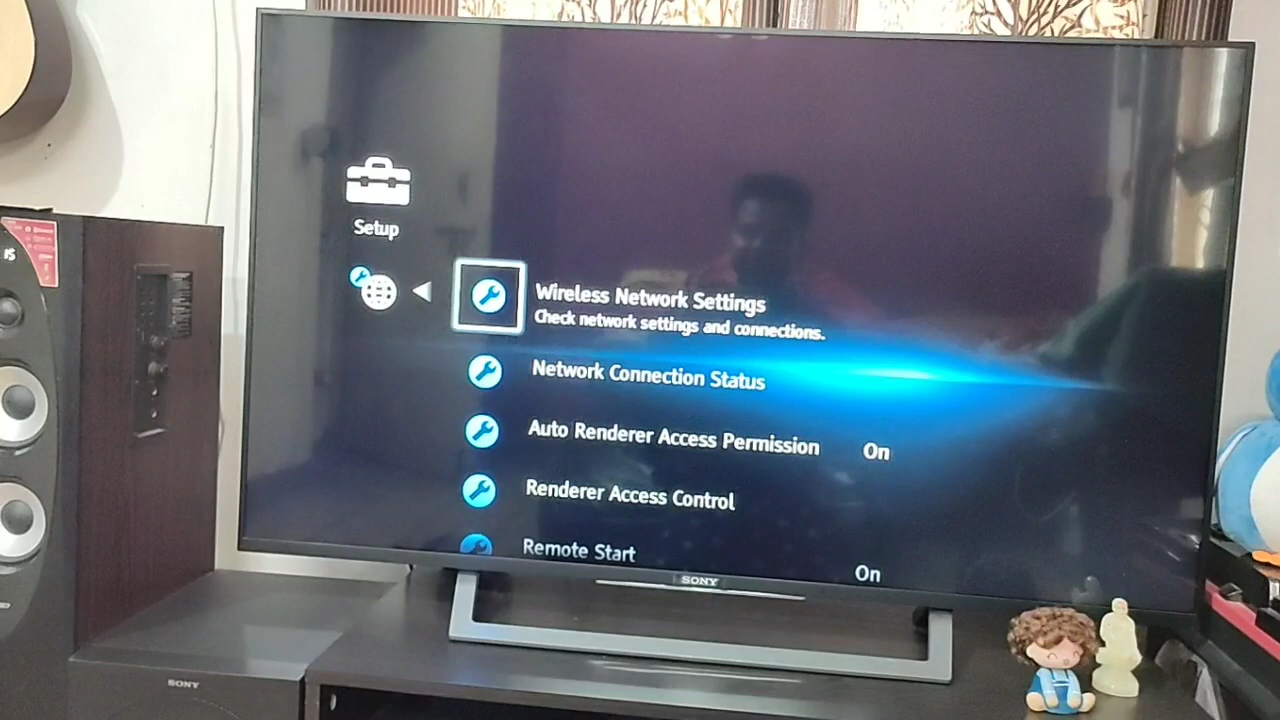 Setup
Wireless Network Settings
Check network settings and connections.
Network Connection Status
Auto Renderer Access Permission On
Renderer Access Control
Remote Start On
SONY
15
SONY